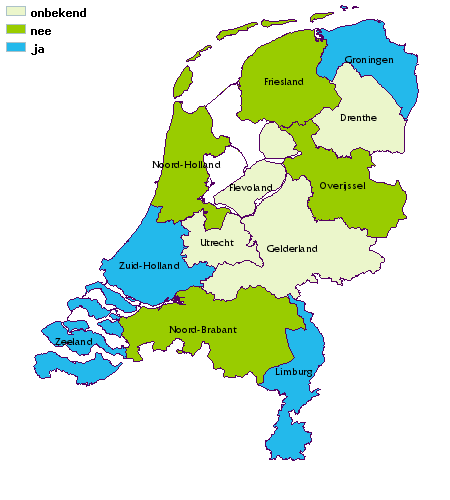 onbekend
nee
ja
Groningen
Friesland
Drenthe
Noord-Holland
Flevoland
Overijssel
Utrecht
Gelderland
Zuid-Holland
Noord-Brabant
Zeeland
Limburg